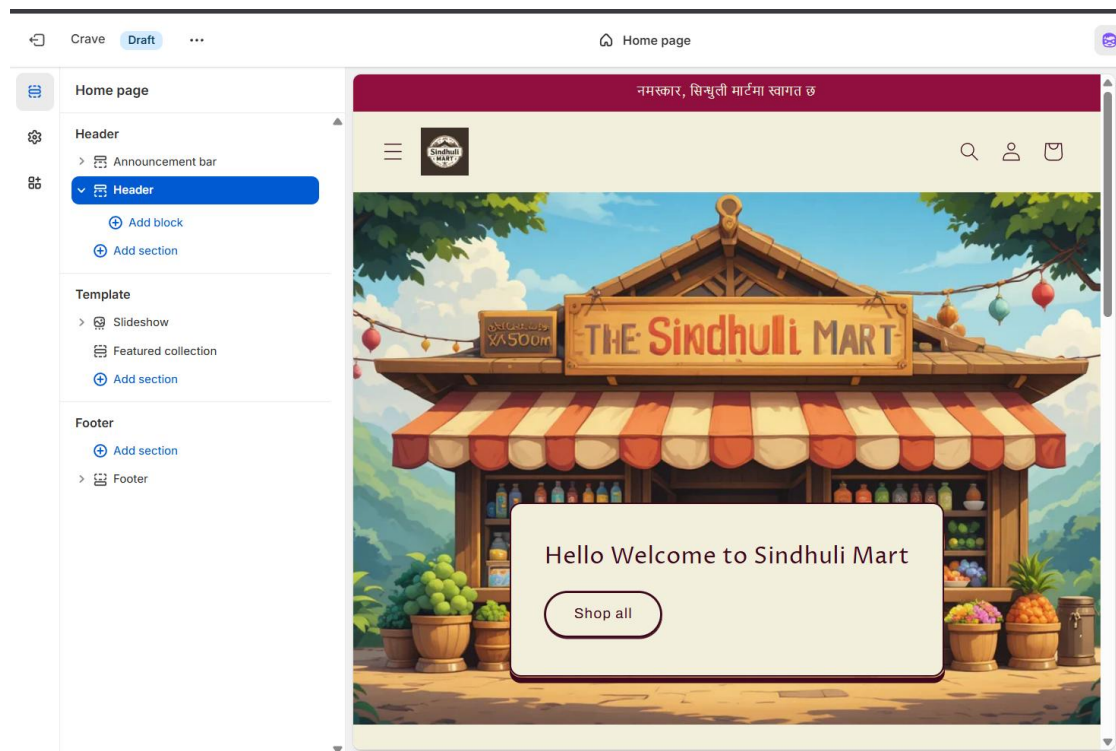 Crave
Draft
Home page
Home page
Header
Announcement bar
Header
Add block
Add section
Template
Slideshow
Featured collection
Add section
Footer
Add section
Footer
नमस्कार, सिन्धुली मार्टमा स्वागत छ
Sindhuli
MART
THE Sindhuli MART
Hello Welcome to Sindhuli Mart
Shop all